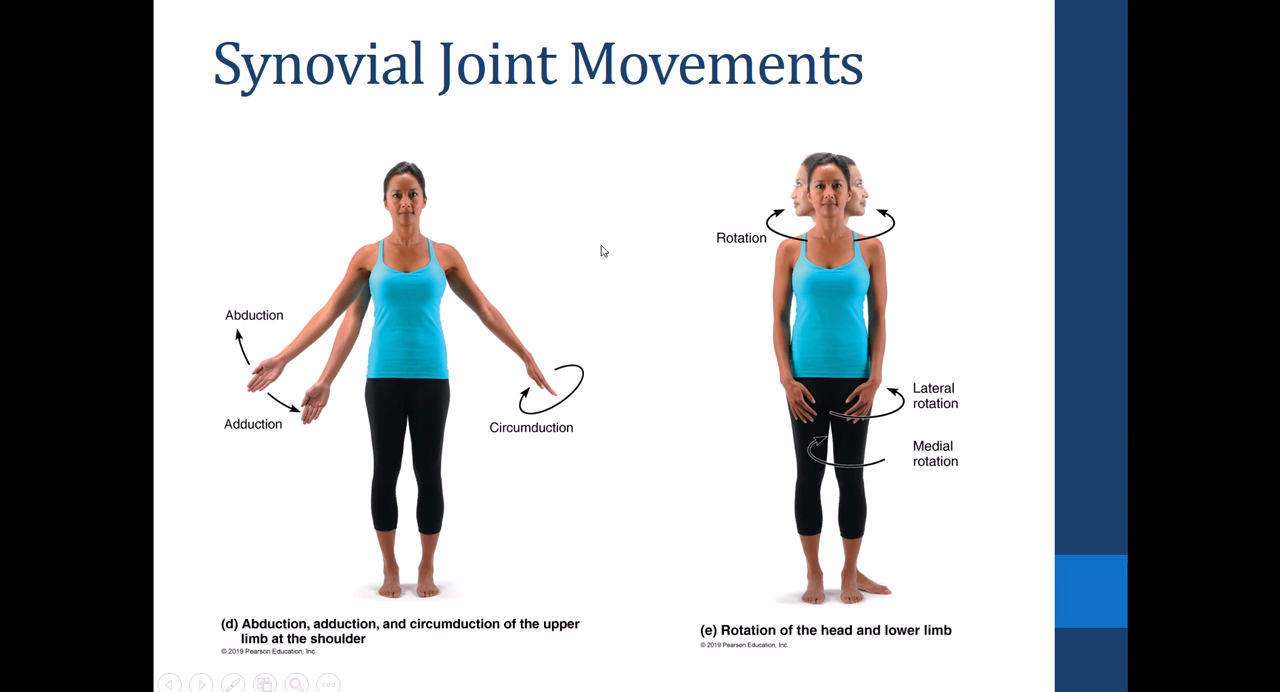 Synovial Joint Movements
Abduction
Adduction
Circumduction
(d) Abduction, adduction, and circumduction of the upper
limb at the shoulder
© 2019 Pearson Education, Inc.
Rotation
Lateral
rotation
Medial
rotation
(e) Rotation of the head and lower limb
© 2019 Pearson Education, Inc.